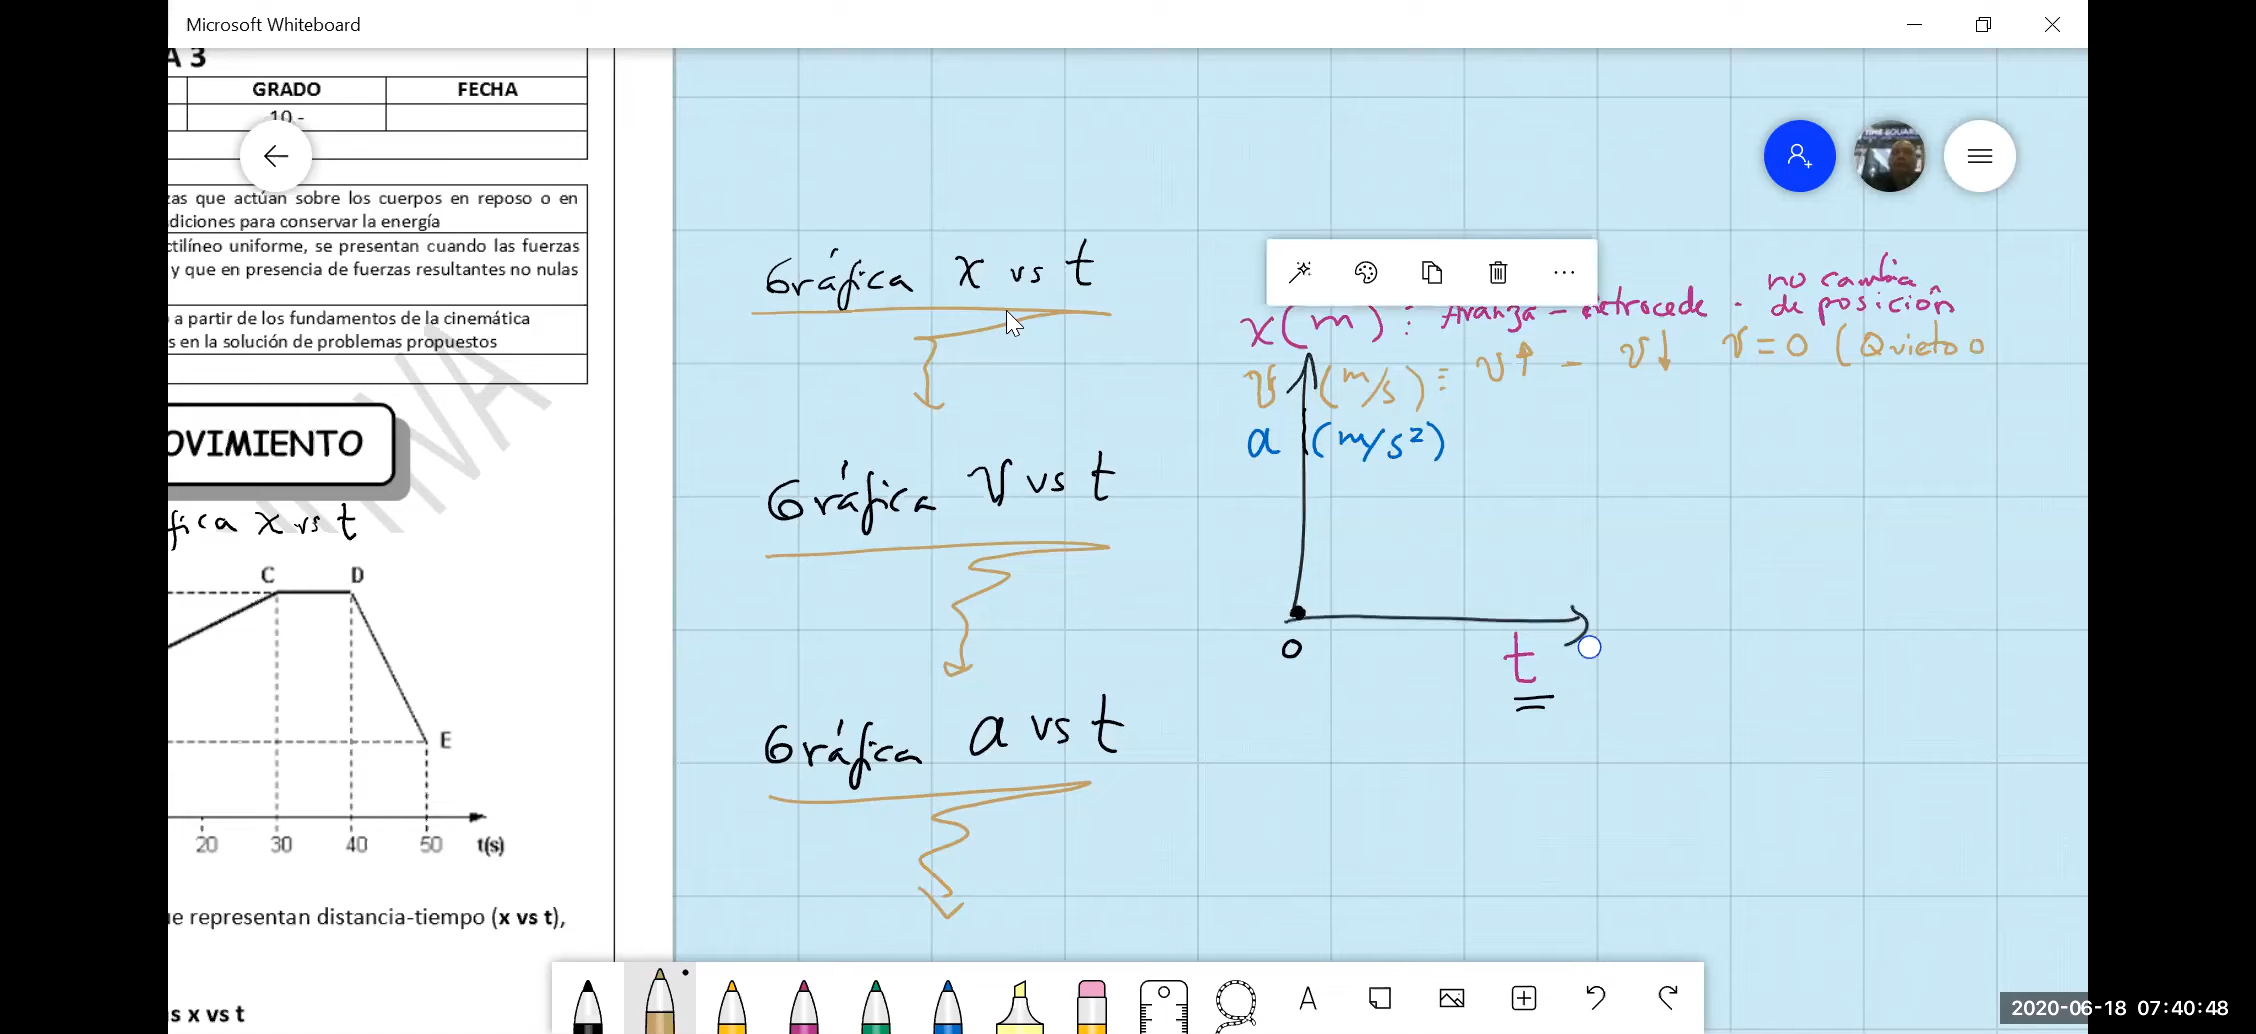 Microsoft Whiteboard
A 3
GRADO FECHA
10 -
zas que actúan sobre los cuerpos en reposo o en
diciones para conservar la energía
ctilíneo uniforme, se presentan cuando las fuerzas
y que en presencia de fuerzas resultantes no nulas
o a partir de los fundamentos de la cinemática
s en la solución de problemas propuestos
OVIMIENTO
fica x vs t
C D
E
20 30 40 50 t(s)
ue representan distancia-tiempo (x vs t),
s x vs t
Gráfica x vs t
Gráfica v vs t
Gráfica a vs t
x(m) : Avanza - Retrocede - no cambia
de posición
v (m/s) : v↑ - v↓ v=0 (Quieto o
a (m/s²)
0
t
A
2020-06-18 07:40:48